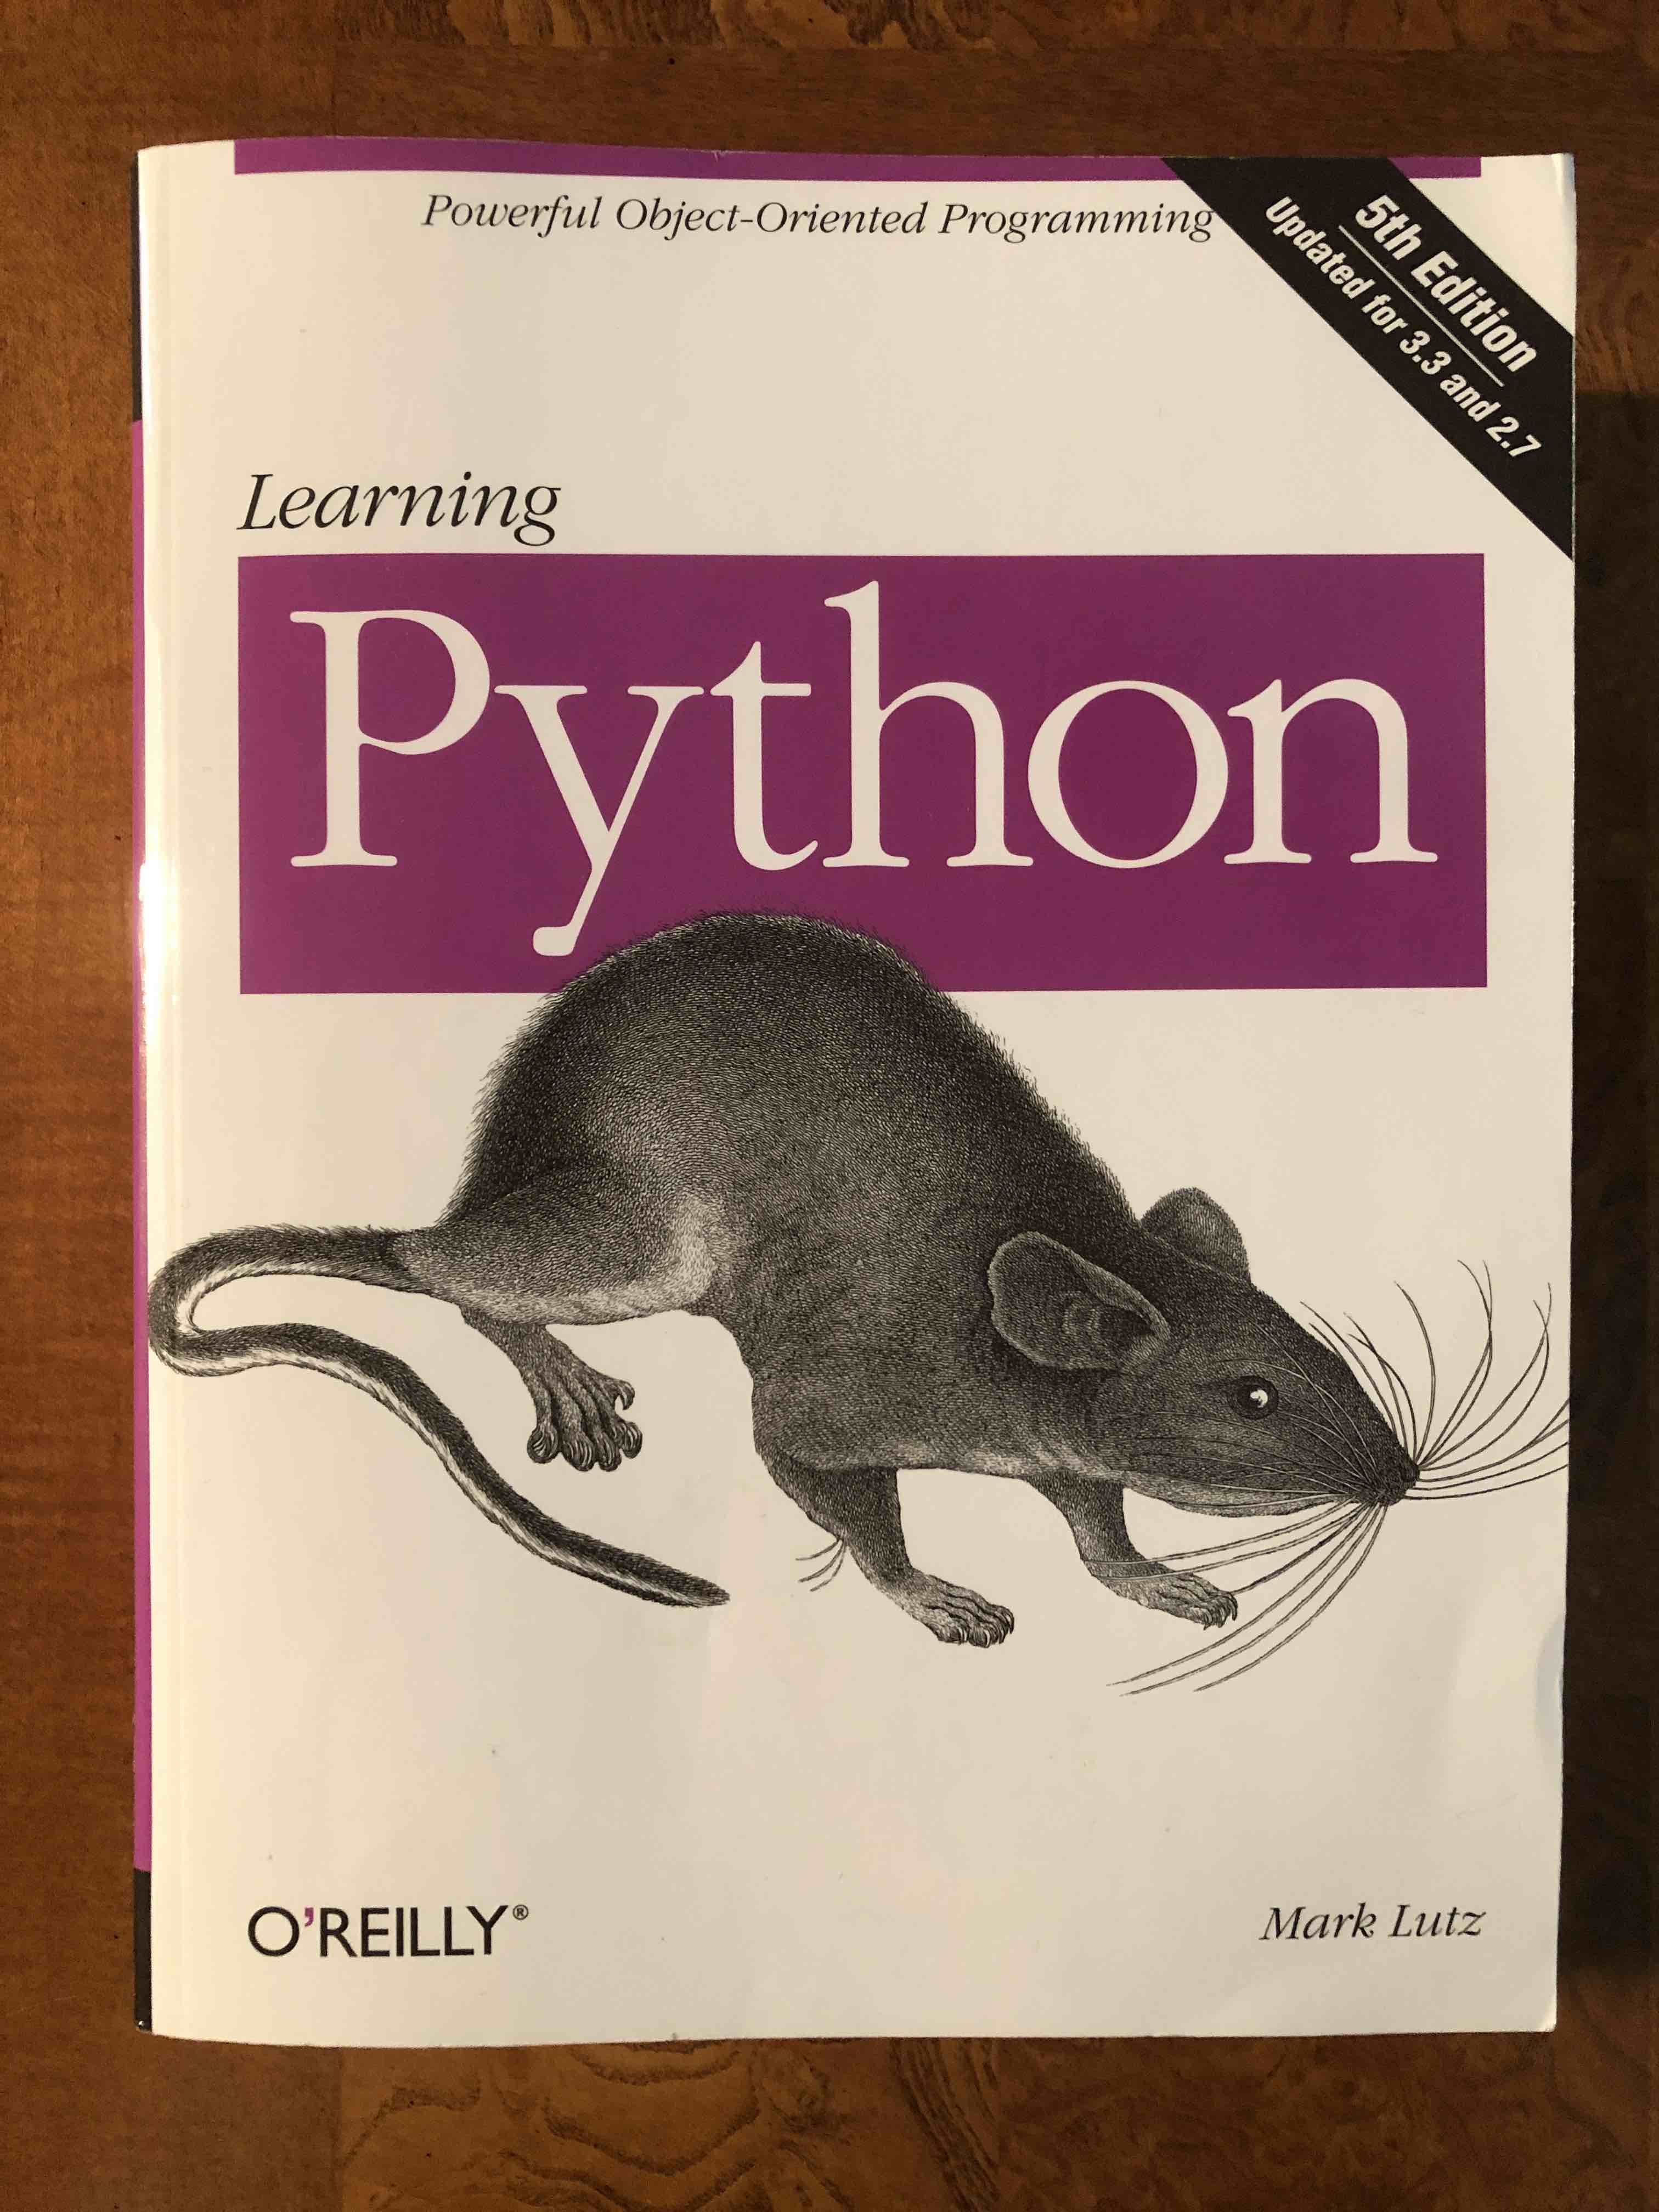 Powerful Object-Oriented Programming
5th Edition
Updated for 3.3 and 2.7
Learning
Python
O'REILLY®
Mark Lutz